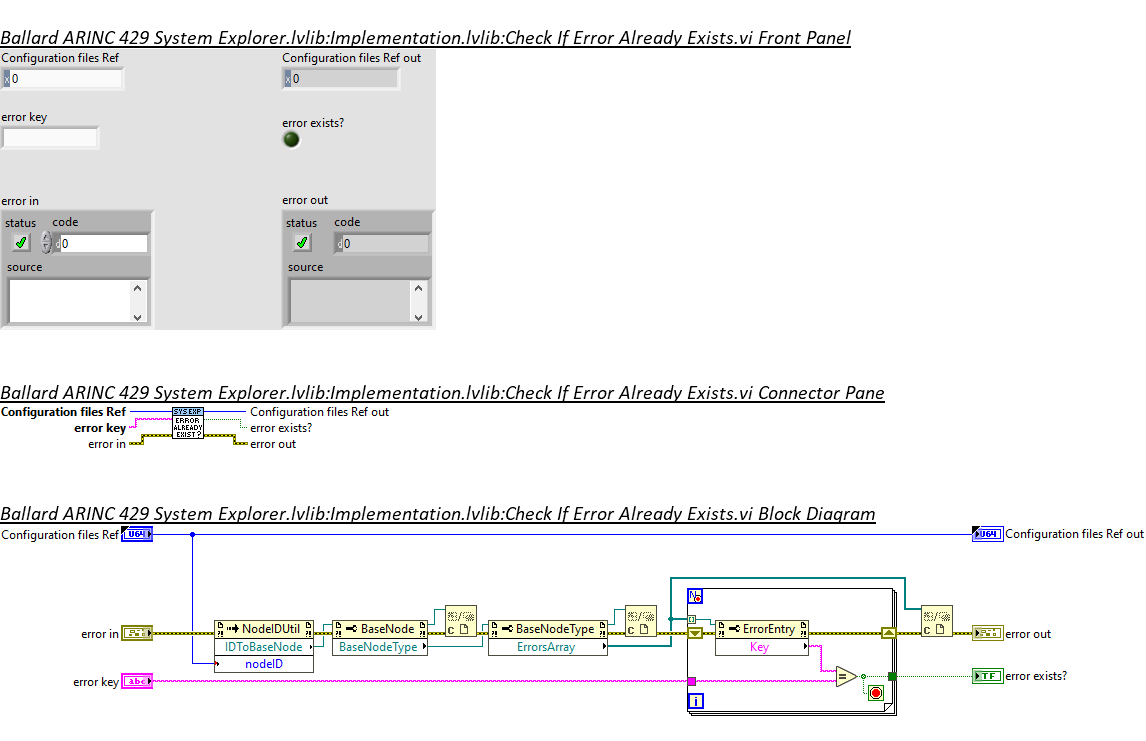 Ballard ARINC 429 System Explorer.lvlib:Implementation.lvlib:Check If Error Already Exists.vi Front Panel
Configuration files Ref
x 0
Configuration files Ref out
x 0
error key
error exists?
error in
status code
d 0
source
error out
status code
d 0
source
Ballard ARINC 429 System Explorer.lvlib:Implementation.lvlib:Check If Error Already Exists.vi Connector Pane
Configuration files Ref
error key
error in
SYS EXP
ERROR
ALREADY
EXIST?
Configuration files Ref out
error exists?
error out
Ballard ARINC 429 System Explorer.lvlib:Implementation.lvlib:Check If Error Already Exists.vi Block Diagram
Configuration files Ref U64
U64 Configuration files Ref out
error in
NodeIDUtil
IDToBaseNode
nodeID
BaseNode
BaseNodeType
C
BaseNodeType
ErrorsArray
C
N
ErrorEntry
Key
C
error out
error key abc
=
i
TF error exists?